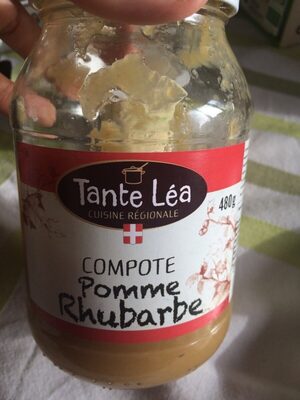 Tante Léa
CUISINE RÉGIONALE
480g
COMPOTE
Pomme
Rhubarbe